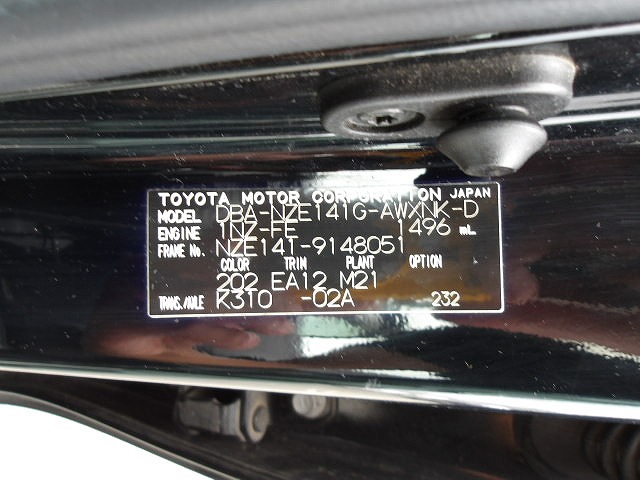 TOYOTA MOTOR CORPORATION JAPAN
MODEL DBA-NZE141G-AWXNK-D
ENGINE 1NZ-FE 1496 mL
FRAME No. NZE141-9148051
COLOR TRIM PLANT OPTION
202 EA12 M21
TRANS./AXLE K310 -02A 232